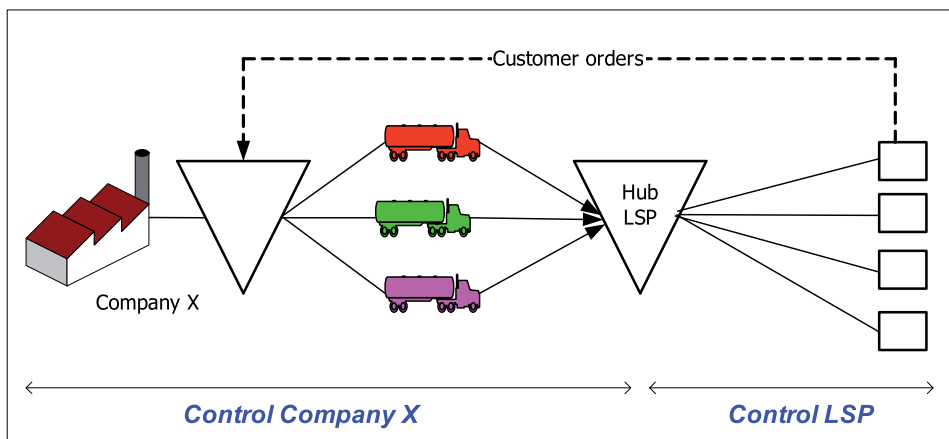 Customer orders
Hub
LSP
Company X
Control Company X
Control LSP